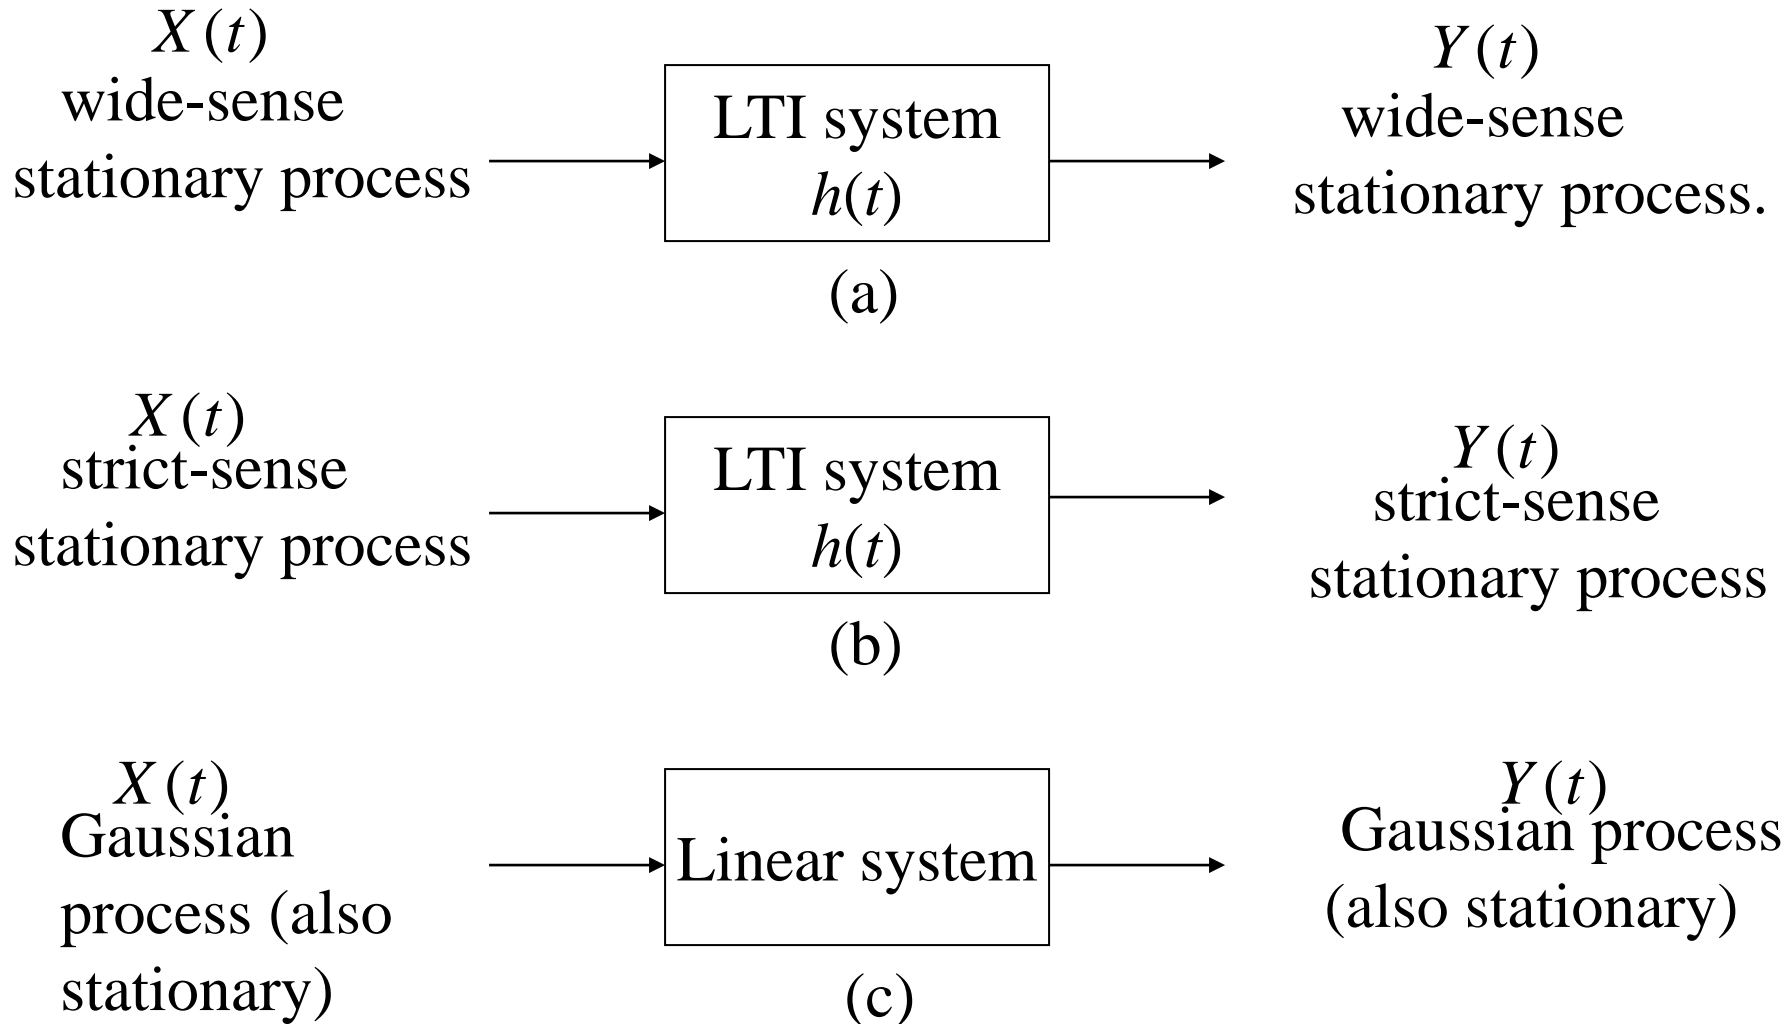 X(t)
wide-sense
stationary process
LTI system
h(t)
Y(t)
wide-sense
stationary process.
(a)
X(t)
strict-sense
stationary process
LTI system
h(t)
Y(t)
strict-sense
stationary process
(b)
X(t)
Gaussian
process (also
stationary)
Linear system
Y(t)
Gaussian process
(also stationary)
(c)